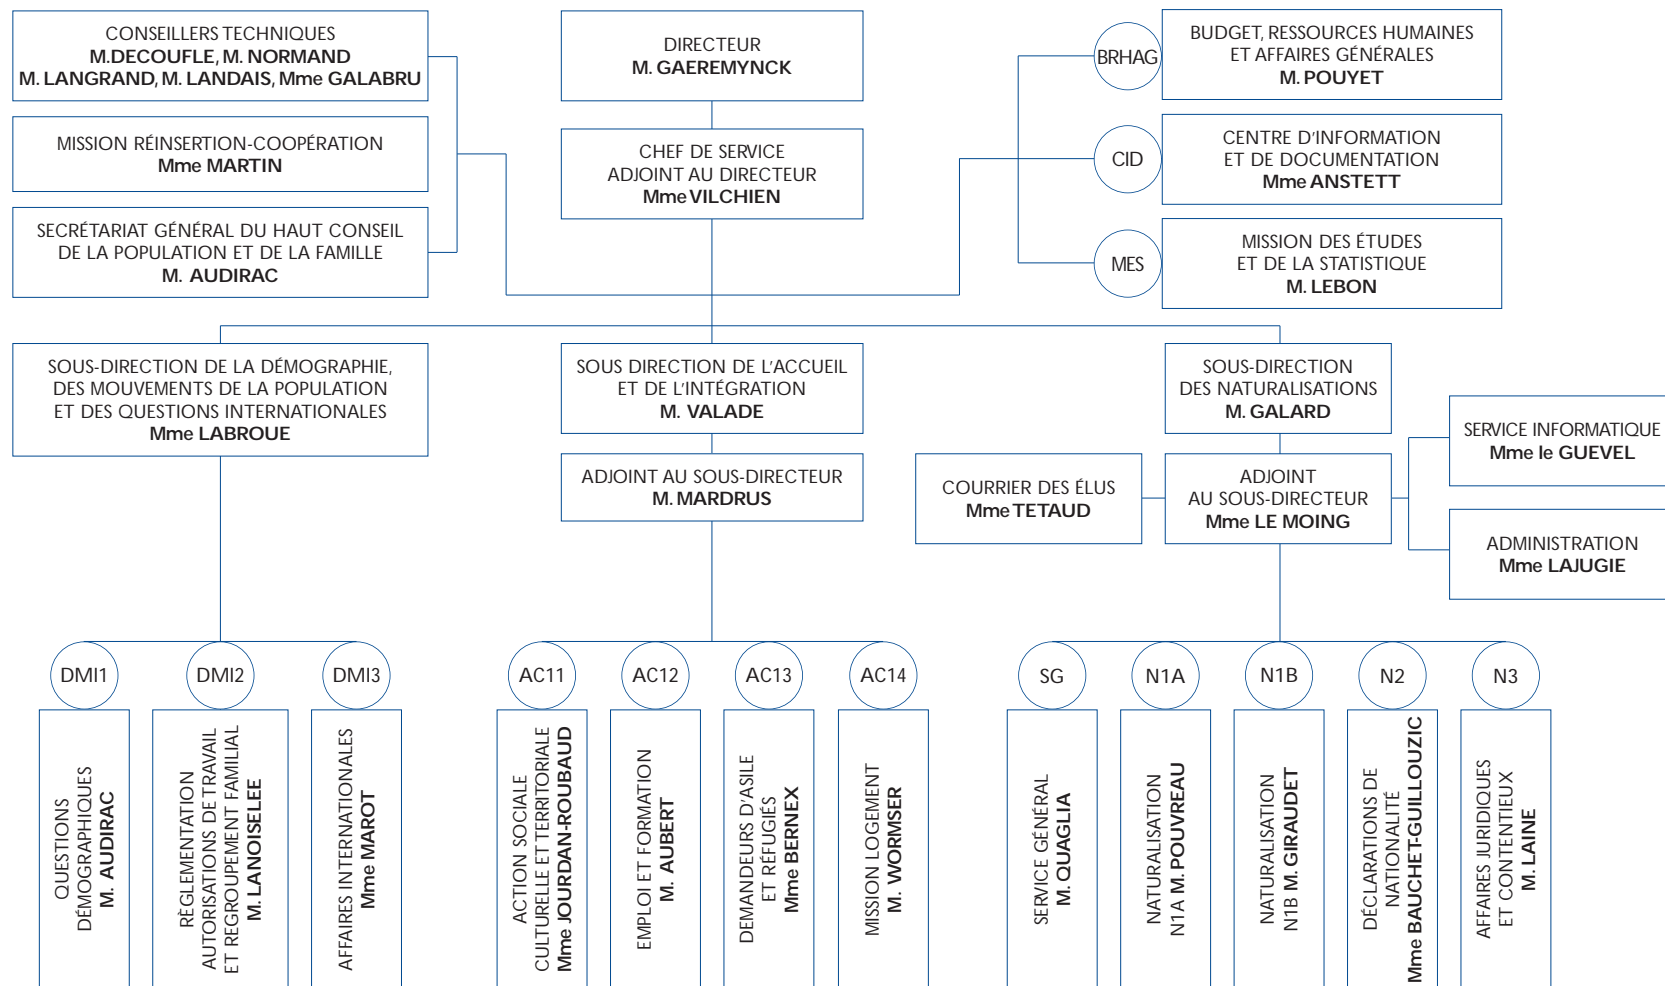 CONSEILLERS TECHNIQUES
M.DECOUFLE, M. NORMAND
M. LANGRAND, M. LANDAIS, Mme GALABRU
DIRECTEUR
M. GAEREMYNCK
BRHAG
BUDGET, RESSOURCES HUMAINES
ET AFFAIRES GÉNÉRALES
M. POUYET
MISSION RÉINSERTION-COOPÉRATION
Mme MARTIN
CHEF DE SERVICE
ADJOINT AU DIRECTEUR
Mme VILCHIEN
CID
CENTRE D'INFORMATION
ET DE DOCUMENTATION
Mme ANSTETT
SECRÉTARIAT GÉNÉRAL DU HAUT CONSEIL
DE LA POPULATION ET DE LA FAMILLE
M. AUDIRAC
MES
MISSION DES ÉTUDES
ET DE LA STATISTIQUE
M. LEBON
SOUS-DIRECTION DE LA DÉMOGRAPHIE,
DES MOUVEMENTS DE LA POPULATION
ET DES QUESTIONS INTERNATIONALES
Mme LABROUE
SOUS DIRECTION DE L'ACCUEIL
ET DE L'INTÉGRATION
M. VALADE
SOUS-DIRECTION
DES NATURALISATIONS
M. GALARD
ADJOINT AU SOUS-DIRECTEUR
M. MARDRUS
COURRIER DES ÉLUS
Mme TETAUD
ADJOINT
AU SOUS-DIRECTEUR
Mme LE MOING
SERVICE INFORMATIQUE
Mme le GUEVEL
ADMINISTRATION
Mme LAJUGIE
DMI1
QUESTIONS
DÉMOGRAPHIQUES
M. AUDIRAC
DMI2
RÈGLEMENTATION
AUTORISATIONS DE TRAVAIL
ET REGROUPEMENT FAMILIAL
M. LANOISELEE
DMI3
AFFAIRES INTERNATIONALES
Mme MAROT
AC11
ACTION SOCIALE
CULTURELLE ET TERRITORIALE
Mme JOURDAN-ROUBAUD
AC12
EMPLOI ET FORMATION
M. AUBERT
AC13
DEMANDEURS D'ASILE
ET RÉFUGIÉS
Mme BERNEX
AC14
MISSION LOGEMENT
M. WORMSER
SG
SERVICE GÉNÉRAL
M. QUAGLIA
N1A
NATURALISATION
N1A M. POUVREAU
N1B
NATURALISATION
N1B M. GIRAUDET
N2
DÉCLARATIONS DE
NATIONALITÉ
Mme BAUCHET-GUILLOUZIC
N3
AFFAIRES JURIDIQUES
ET CONTENTIEUX
M. LAINE